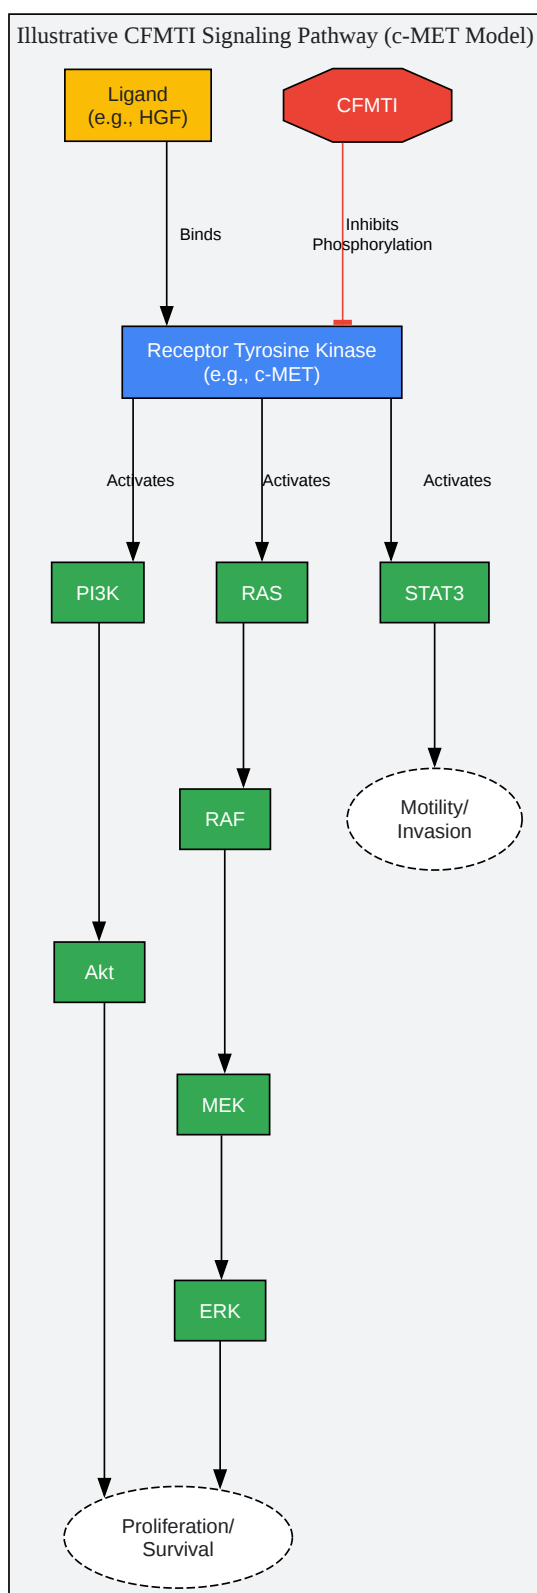 Illustrative CFMTI Signaling Pathway (c-MET Model)
Ligand
(e.g., HGF)
CFMTI
Binds
Inhibits
Phosphorylation
Receptor Tyrosine Kinase
(e.g., c-MET)
Activates
Activates
Activates
PI3K
RAS
STAT3
Motility/
Invasion
RAF
Akt
MEK
ERK
Proliferation/
Survival